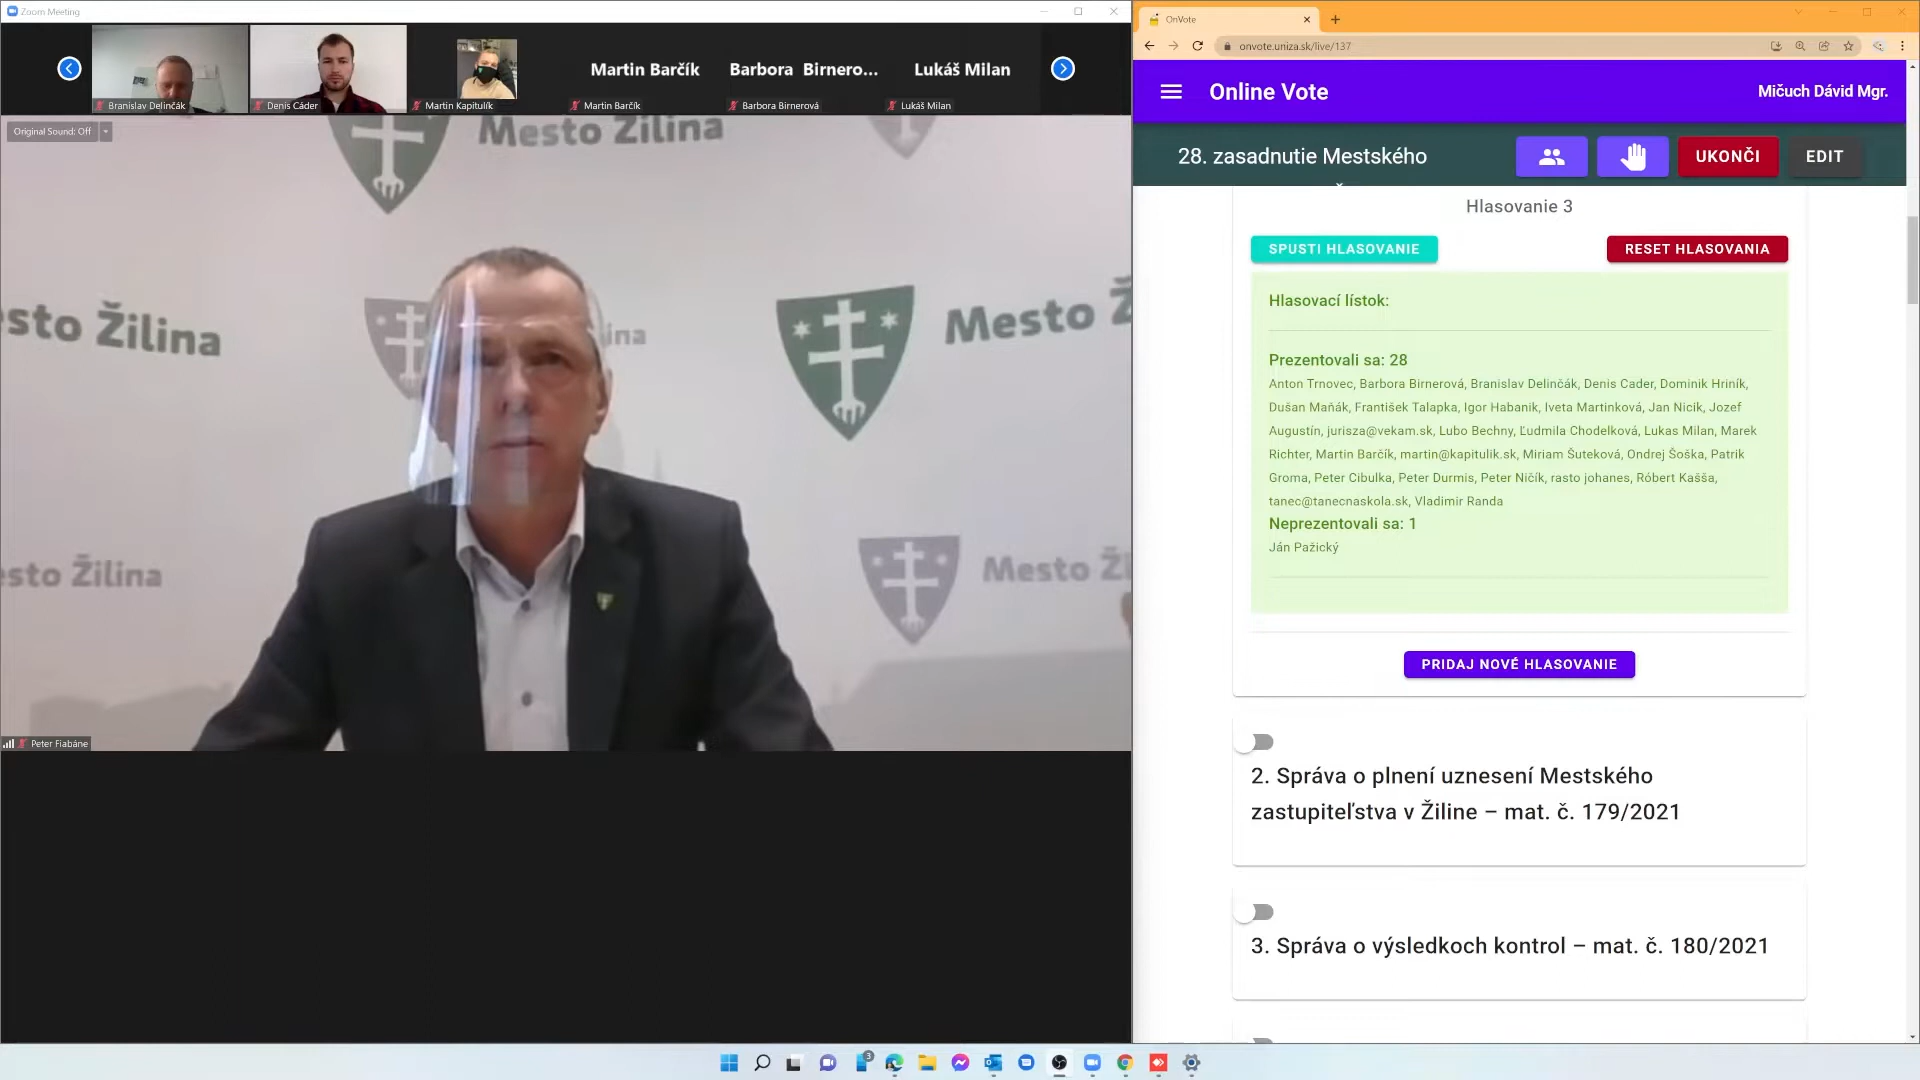 Zoom Meeting
Branislav Delinčák
Denis Cáder
Martin Kapitulík
Martin Barčík
Martin Barčík
Barbora Birnero...
Barbora Birnerová
Lukáš Milan
Lukáš Milan
Original Sound: Off
Mesto Žilina
sto Žilina
ina
Mesto Ž
esto Žilina
Mesto Ži
Peter Fiabáne
OnVote
onvote.uniza.sk/live/137
Online Vote
Mičuch Dávid Mgr.
28. zasadnutie Mestského
UKONČI
EDIT
Hlasovanie 3
SPUSTI HLASOVANIE
RESET HLASOVANIA
Hlasovací lístok:
Prezentovali sa: 28
Anton Trnovec, Barbora Birnerová, Branislav Delinčák, Denis Cader, Dominik Hriník,
Dušan Maňák, František Talapka, Igor Habanik, Iveta Martinková, Jan Nicík, Jozef
Augustín, jurisza@vekam.sk, Lubo Bechny, Ľudmila Chodelková, Lukas Milan, Marek
Richter, Martin Barčík, martin@kapitulik.sk, Miriam Šuteková, Ondrej Šoška, Patrik
Groma, Peter Cibulka, Peter Durmis, Peter Ničík, rasto johanes, Róbert Kašša,
tanec@tanecnaskola.sk, Vladimir Randa
Neprezentovali sa: 1
Ján Pažický
PRIDAJ NOVÉ HLASOVANIE
2. Správa o plnení uznesení Mestského
zastupiteľstva v Žiline – mat. č. 179/2021
3. Správa o výsledkoch kontrol – mat. č. 180/2021
3